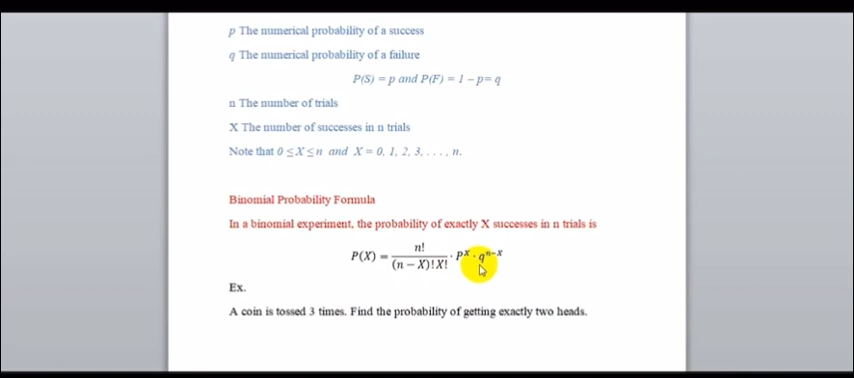 p The numerical probability of a success
q The numerical probability of a failure
P(S) = p and P(F) = 1 − p= q
n The number of trials
X The number of successes in n trials
Note that 0 ≤X ≤n and X = 0, 1, 2, 3, . . . , n.
Binomial Probability Formula
In a binomial experiment, the probability of exactly X successes in n trials is
P(X) = n! / (n − X)! X! · P^X · q^n−X
Ex.
A coin is tossed 3 times. Find the probability of getting exactly two heads.